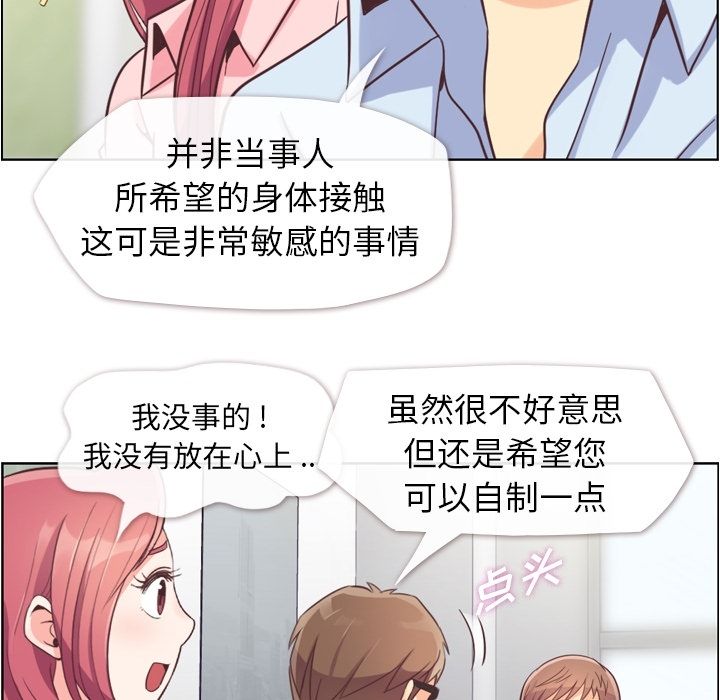 并非当事人
所希望的身体接触
这可是非常敏感的事情
我没事的！
我没有放在心上..
虽然很不好意思
但还是希望您
可以自制一点
点头